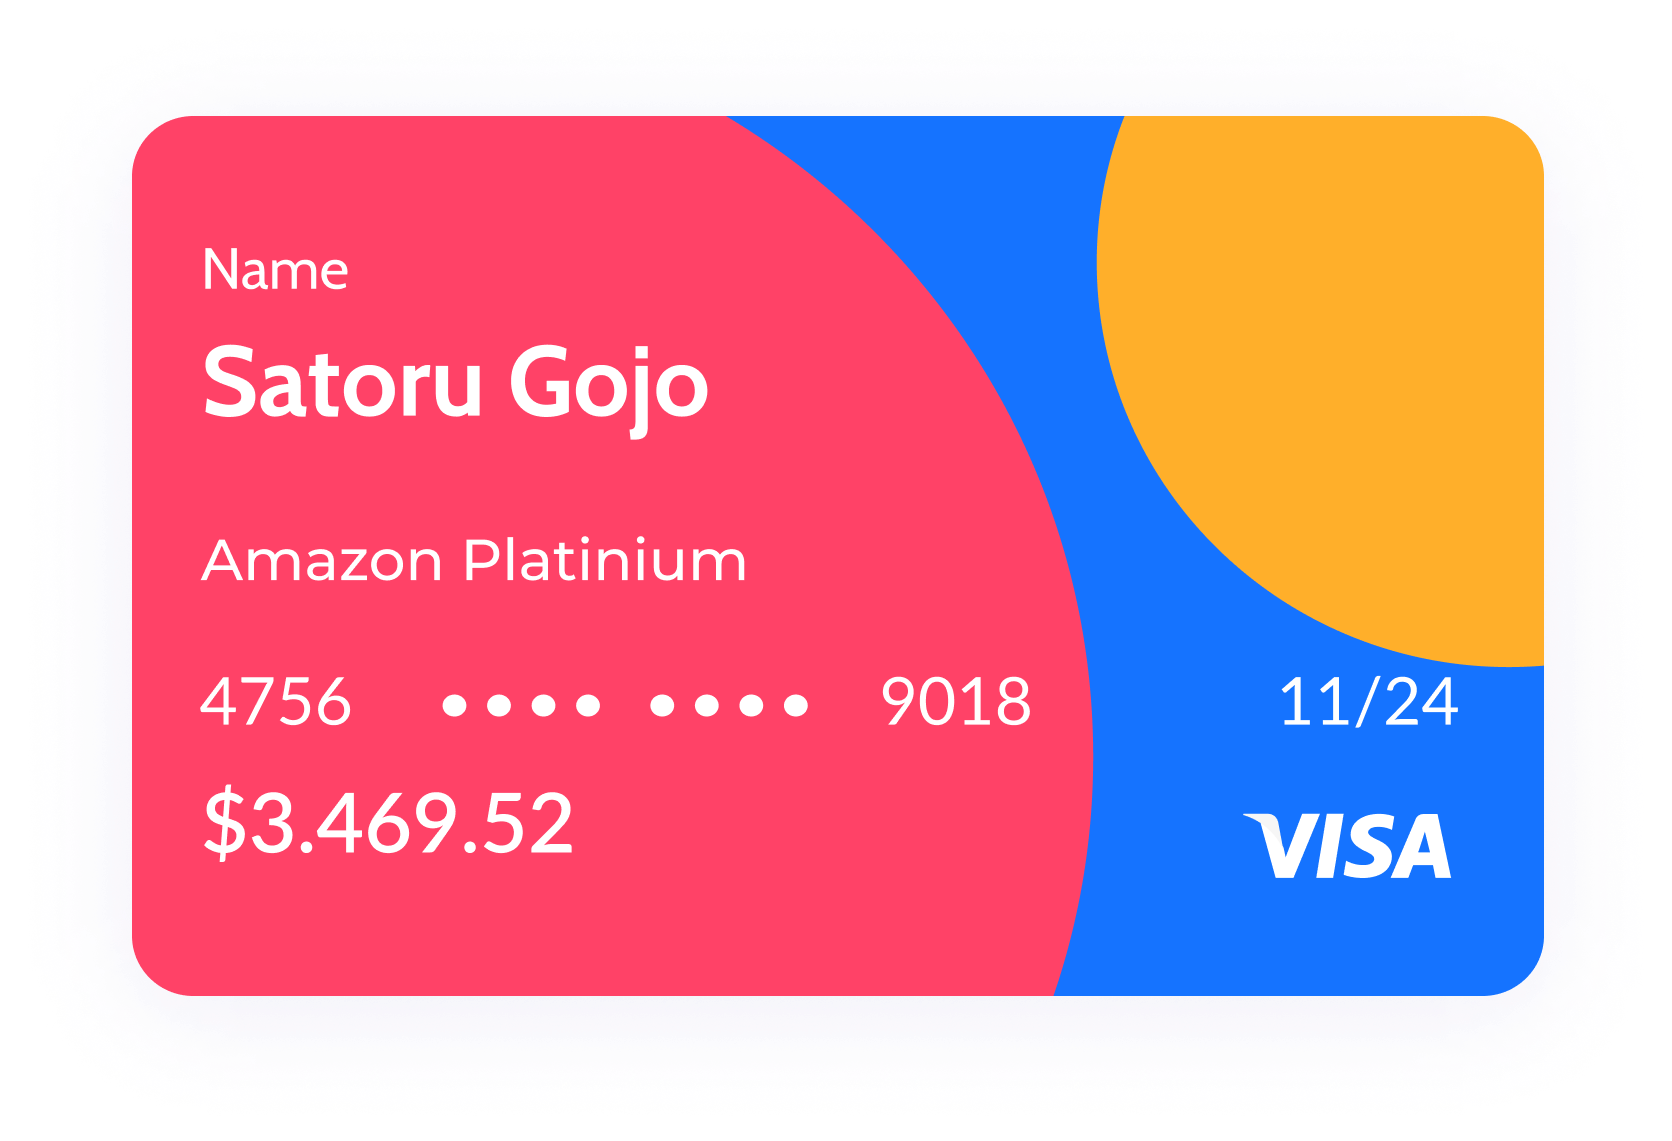 Name
Satoru Gojo
Amazon Platinium
4756 •••• •••• 9018 11/24
$3.469.52
VISA